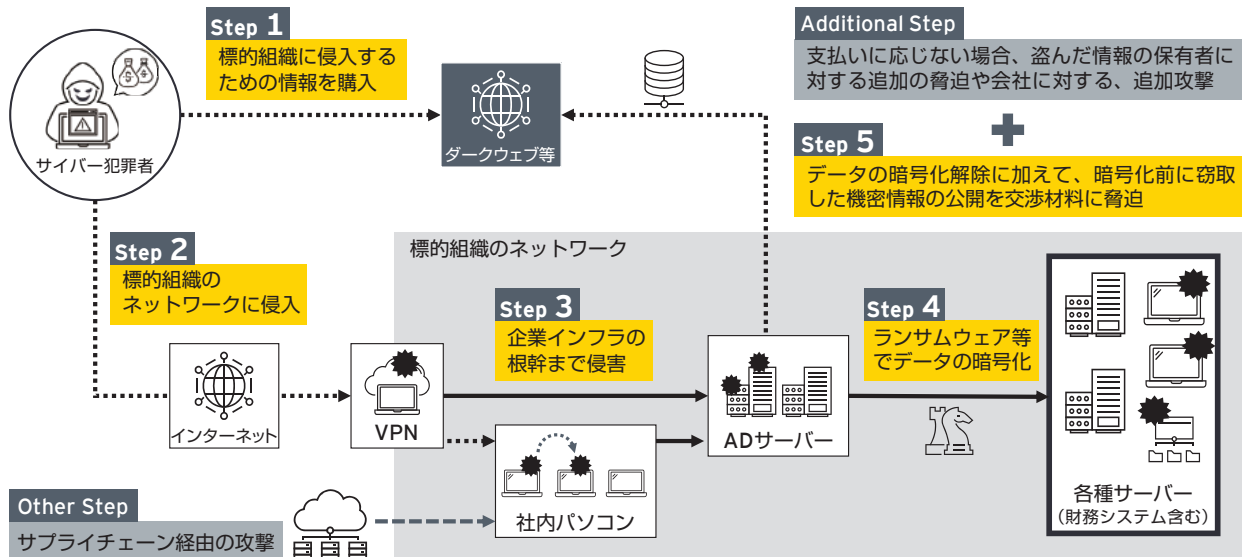 Step 1
標的組織に侵入する
ための情報を購入
サイバー犯罪者
ダークウェブ等
Additional Step
支払いに応じない場合、盗んだ情報の保有者に
対する追加の脅迫や会社に対する、追加攻撃
Step 5
データの暗号化解除に加えて、暗号化前に窃取
した機密情報の公開を交渉材料に脅迫
Step 2
標的組織の
ネットワークに侵入
標的組織のネットワーク
Step 3
企業インフラの
根幹まで侵害
Step 4
ランサムウェア等
でデータの暗号化
インターネット
VPN
ADサーバー
社内パソコン
各種サーバー
（財務システム含む）
Other Step
サプライチェーン経由の攻撃